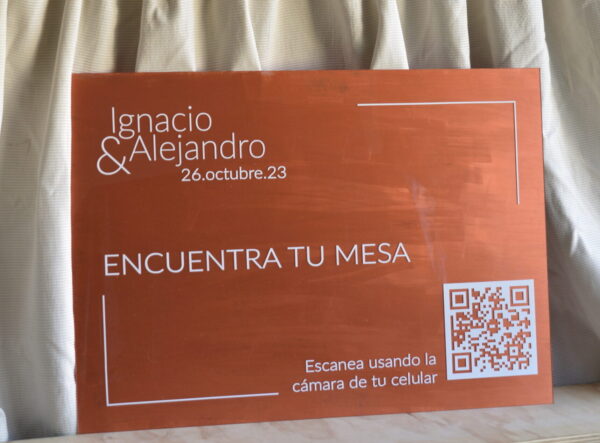 Ignacio
&Alejandro
26.octubre.23
ENCUENTRA TU MESA
Escanea usando la
cámara de tu celular